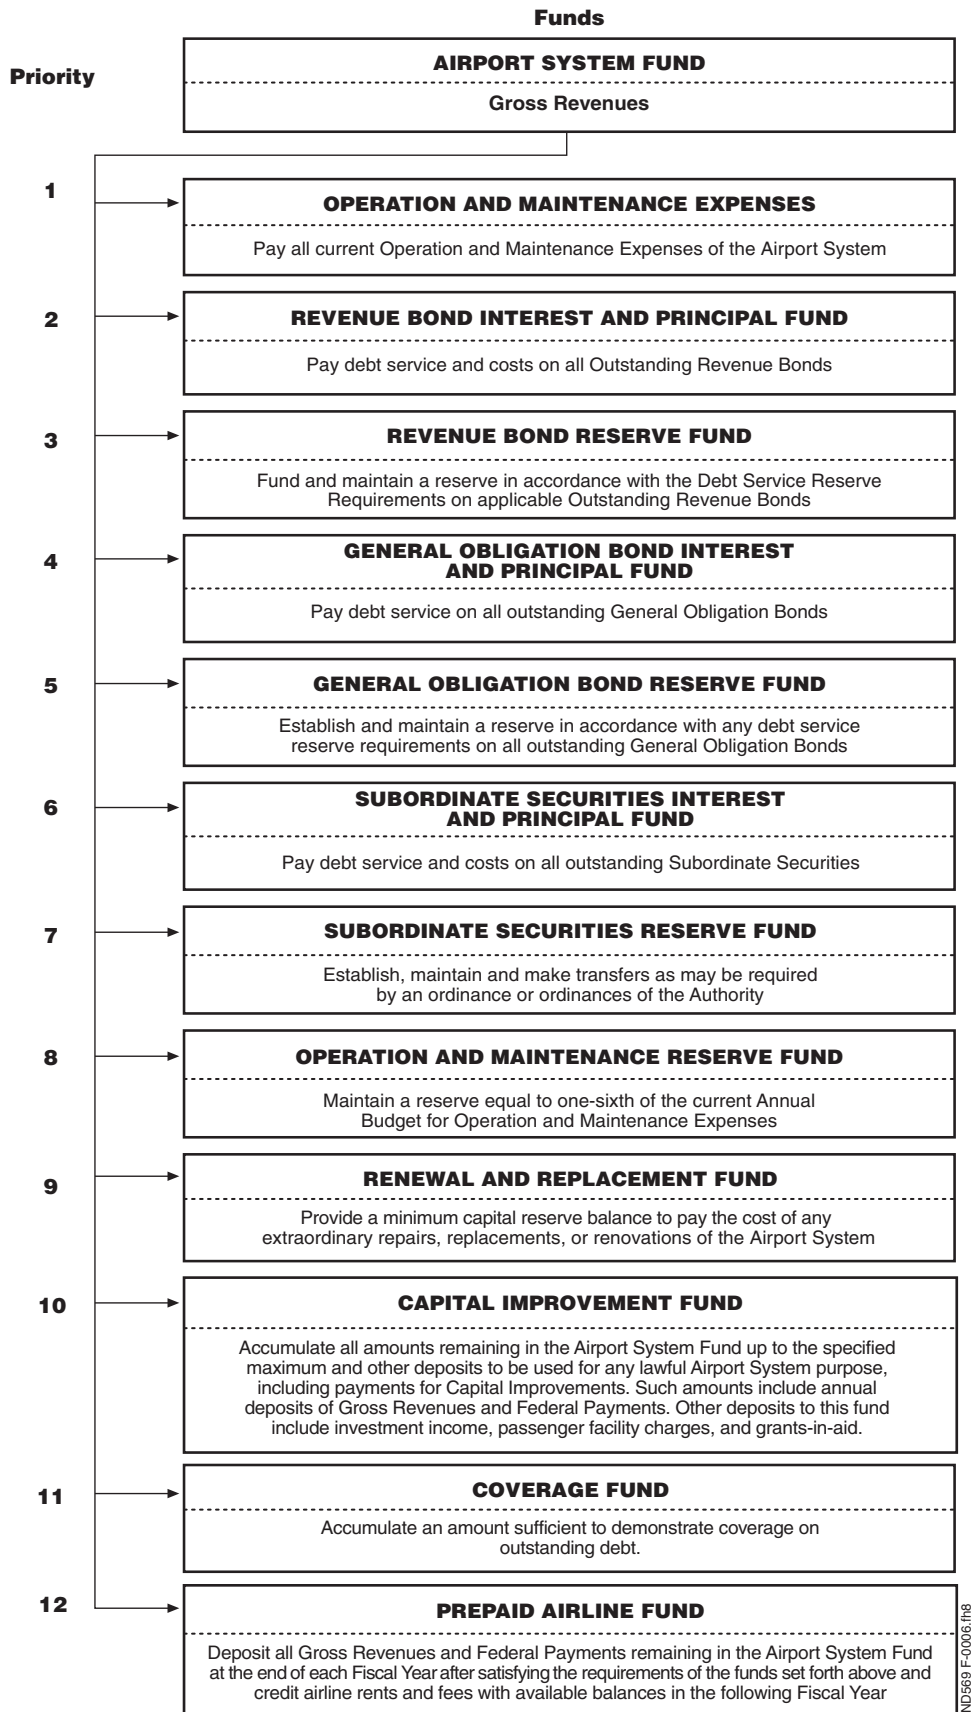 Funds
Priority
AIRPORT SYSTEM FUND
Gross Revenues
1
OPERATION AND MAINTENANCE EXPENSES
Pay all current Operation and Maintenance Expenses of the Airport System
2
REVENUE BOND INTEREST AND PRINCIPAL FUND
Pay debt service and costs on all Outstanding Revenue Bonds
3
REVENUE BOND RESERVE FUND
Fund and maintain a reserve in accordance with the Debt Service Reserve
Requirements on applicable Outstanding Revenue Bonds
4
GENERAL OBLIGATION BOND INTEREST
AND PRINCIPAL FUND
Pay debt service on all outstanding General Obligation Bonds
5
GENERAL OBLIGATION BOND RESERVE FUND
Establish and maintain a reserve in accordance with any debt service
reserve requirements on all outstanding General Obligation Bonds
6
SUBORDINATE SECURITIES INTEREST
AND PRINCIPAL FUND
Pay debt service and costs on all outstanding Subordinate Securities
7
SUBORDINATE SECURITIES RESERVE FUND
Establish, maintain and make transfers as may be required
by an ordinance or ordinances of the Authority
8
OPERATION AND MAINTENANCE RESERVE FUND
Maintain a reserve equal to one-sixth of the current Annual
Budget for Operation and Maintenance Expenses
9
RENEWAL AND REPLACEMENT FUND
Provide a minimum capital reserve balance to pay the cost of any
extraordinary repairs, replacements, or renovations of the Airport System
10
CAPITAL IMPROVEMENT FUND
Accumulate all amounts remaining in the Airport System Fund up to the specified
maximum and other deposits to be used for any lawful Airport System purpose,
including payments for Capital Improvements. Such amounts include annual
deposits of Gross Revenues and Federal Payments. Other deposits to this fund
include investment income, passenger facility charges, and grants-in-aid.
11
COVERAGE FUND
Accumulate an amount sufficient to demonstrate coverage on
outstanding debt.
12
PREPAID AIRLINE FUND
Deposit all Gross Revenues and Federal Payments remaining in the Airport System Fund
at the end of each Fiscal Year after satisfying the requirements of the funds set forth above and
credit airline rents and fees with available balances in the following Fiscal Year
ND569 F-0006.fh8